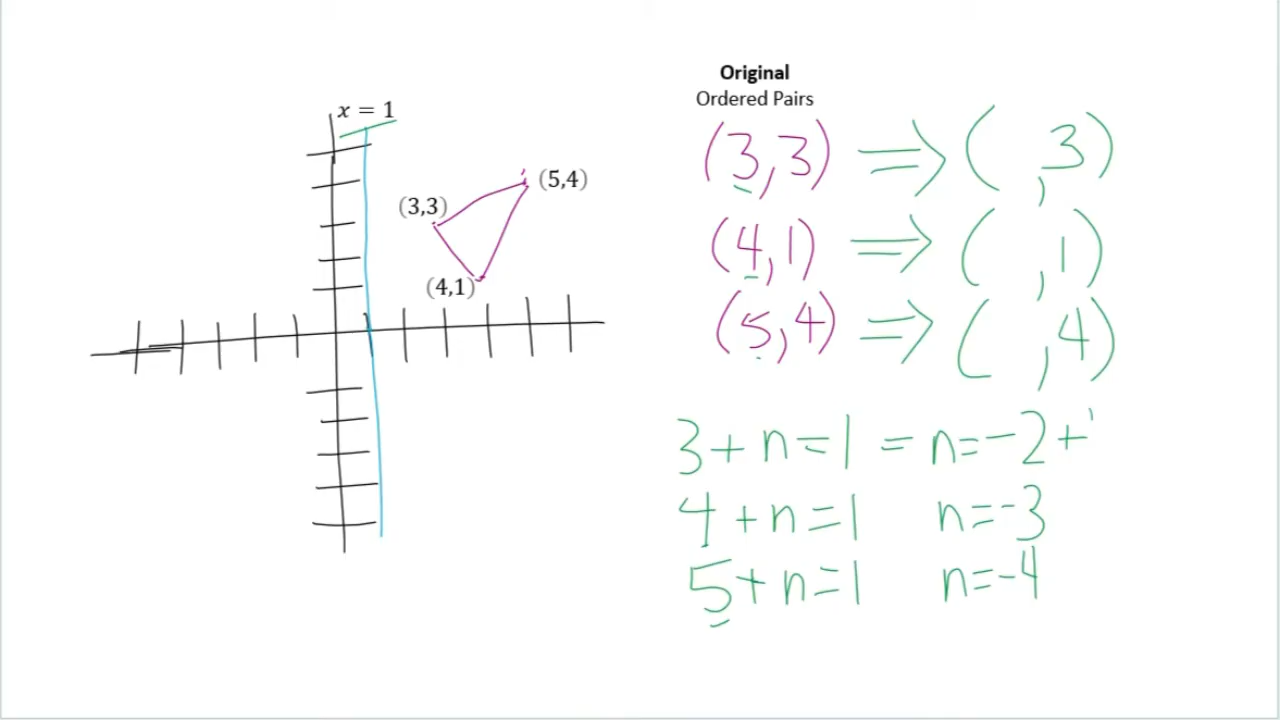 x = 1
(5,4)
(3,3)
(4,1)
Original
Ordered Pairs
(3,3) ⇒ ( , 3)
(4,1) ⇒ ( , 1)
(5,4) ⇒ ( , 4)
3+n=1 = n=-2+
4+n=1 n=-3
5+n=1 n=-4